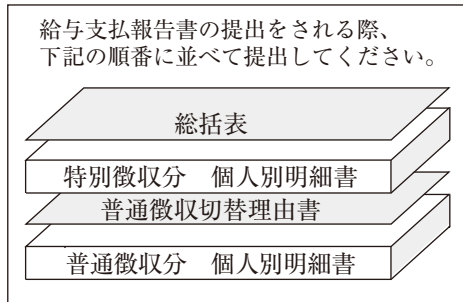 給与支払報告書の提出をされる際、
下記の順番に並べて提出してください。
総括表
特別徴収分　個人別明細書
普通徴収切替理由書
普通徴収分　個人別明細書